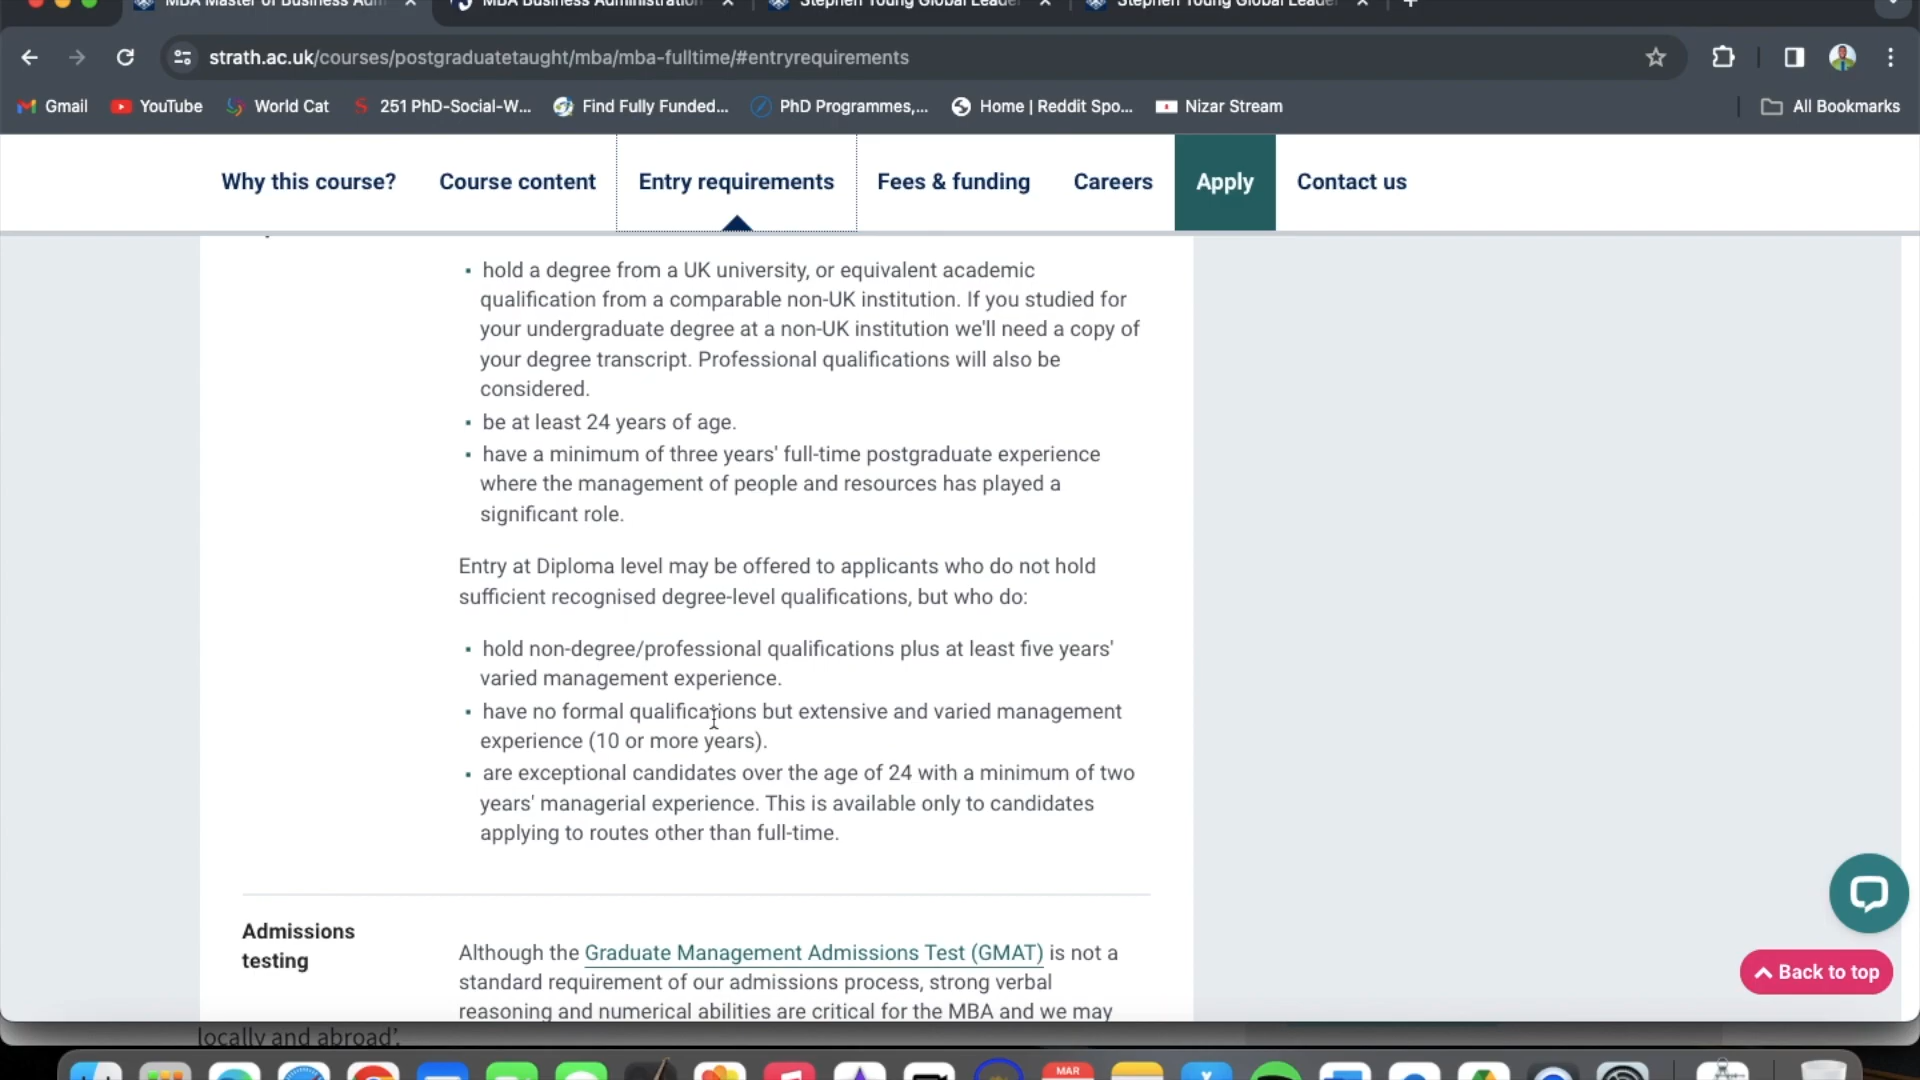 MBA Master of Business Adm
MBA Business Administration
Stephen Young Global Leade
Stephen Young Global Leade
strath.ac.uk/courses/postgraduatetaught/mba/mba-fulltime/#entryrequirements
Gmail
YouTube
World Cat
251 PhD-Social-W...
Find Fully Funded...
PhD Programmes,...
Home | Reddit Spo...
Nizar Stream
All Bookmarks
Why this course?
Course content
Entry requirements
Fees & funding
Careers
Apply
Contact us
hold a degree from a UK university, or equivalent academic
qualification from a comparable non-UK institution. If you studied for
your undergraduate degree at a non-UK institution we'll need a copy of
your degree transcript. Professional qualifications will also be
considered.
be at least 24 years of age.
have a minimum of three years' full-time postgraduate experience
where the management of people and resources has played a
significant role.
Entry at Diploma level may be offered to applicants who do not hold
sufficient recognised degree-level qualifications, but who do:
hold non-degree/professional qualifications plus at least five years'
varied management experience.
have no formal qualifications but extensive and varied management
experience (10 or more years).
are exceptional candidates over the age of 24 with a minimum of two
years' managerial experience. This is available only to candidates
applying to routes other than full-time.
Admissions
testing
Although the Graduate Management Admissions Test (GMAT) is not a
standard requirement of our admissions process, strong verbal
reasoning and numerical abilities are critical for the MBA and we may
Back to top
locally and abroad’.
MAR